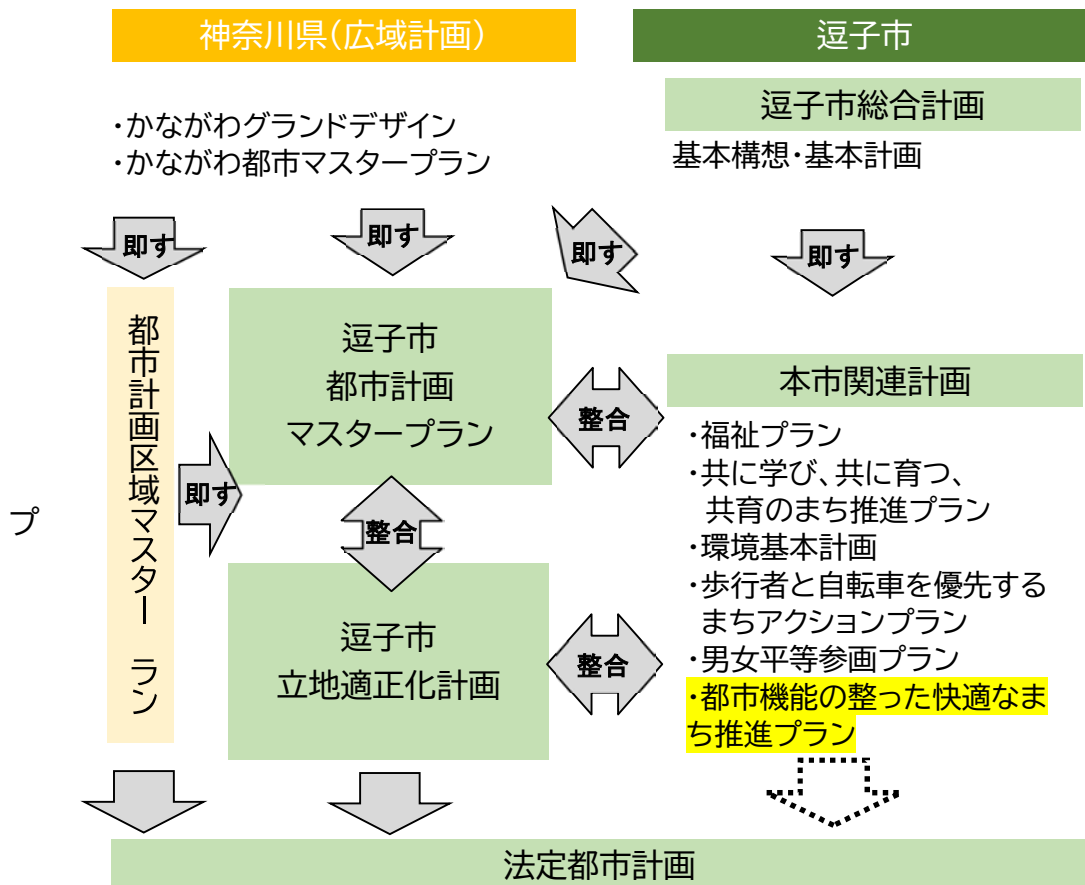 神奈川県(広域計画)
逗子市
逗子市総合計画
基本構想・基本計画
・かながわグランドデザイン
・かながわ都市マスタープラン
即す
即す
即す
即す
都市計画区域マスター ラン
プ
即す
逗子市
都市計画
マスタープラン
整合
整合
逗子市
立地適正化計画
整合
本市関連計画
・福祉プラン
・共に学び、共に育つ、
共育のまち推進プラン
・環境基本計画
・歩行者と自転車を優先する
まちアクションプラン
・男女平等参画プラン
・都市機能の整った快適なま
ち推進プラン
法定都市計画